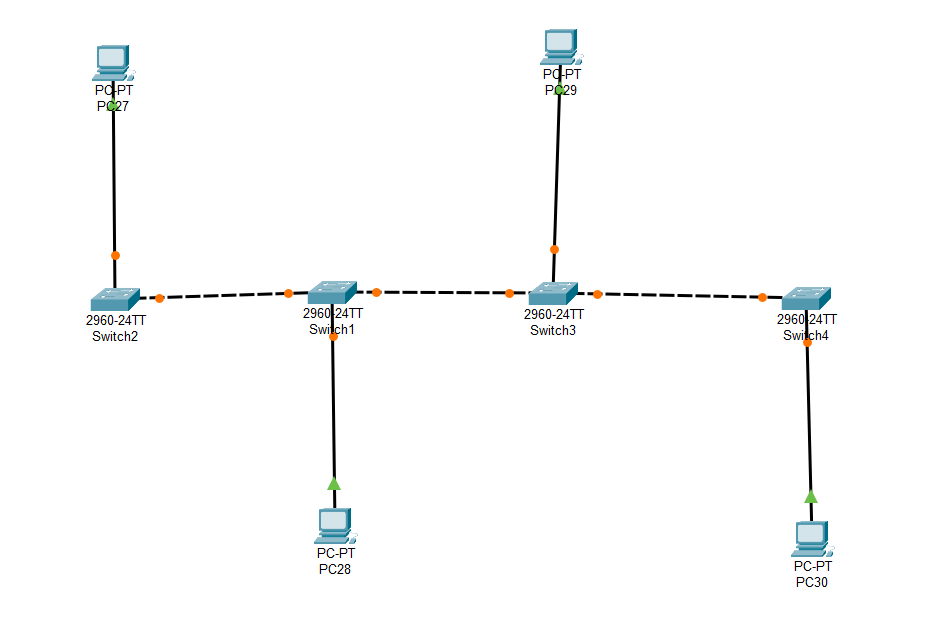 PC-PT
PC27
PC-PT
PC29
2960-24TT
Switch2
2960-24TT
Switch1
2960-24TT
Switch3
2960-24TT
Switch4
PC-PT
PC28
PC-PT
PC30